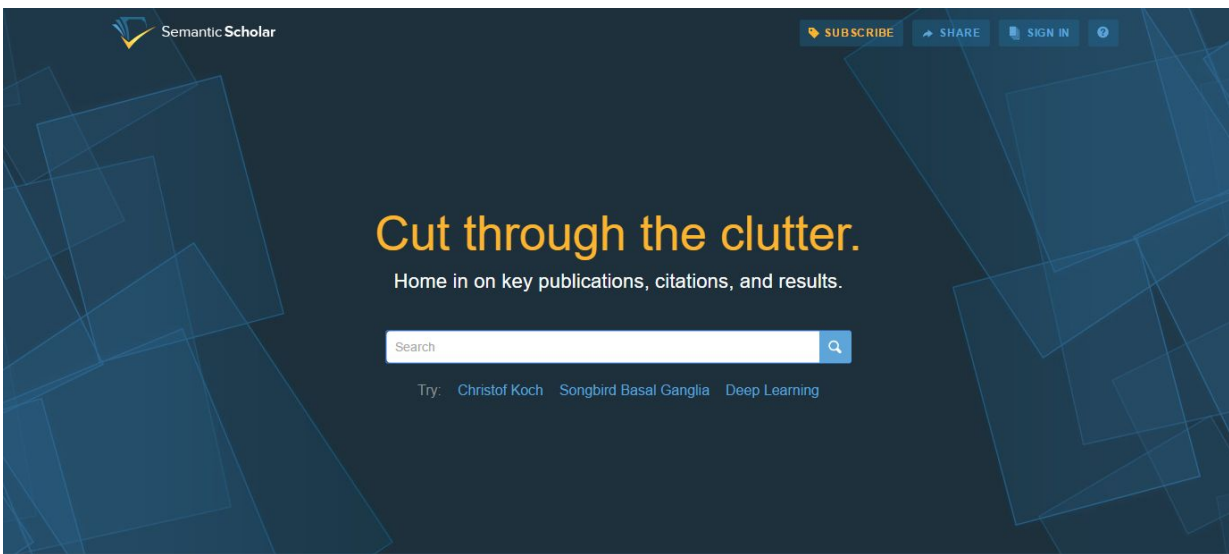 Semantic Scholar
SUBSCRIBE SHARE SIGN IN ?
Cut through the clutter.
Home in on key publications, citations, and results.
Search
Try: Christof Koch Songbird Basal Ganglia Deep Learning